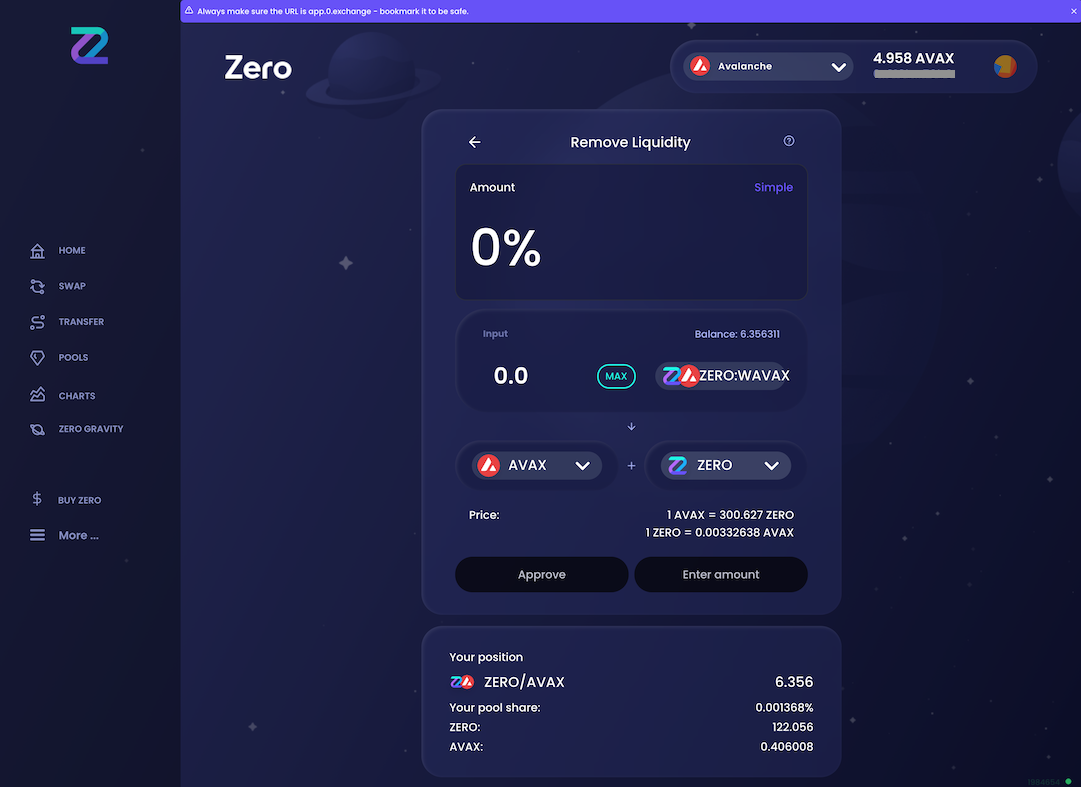 Always make sure the URL is app.0.exchange - bookmark it to be safe.
Zero
Avalanche
4.958 AVAX
HOME
SWAP
TRANSFER
POOLS
CHARTS
ZERO GRAVITY
BUY ZERO
More ...
Remove Liquidity
Amount
Simple
0%
Input
Balance: 6.356311
0.0
MAX
ZERO:WAVAX
AVAX
+
ZERO
Price:
1 AVAX = 300.627 ZERO
1 ZERO = 0.00332638 AVAX
Approve
Enter amount
Your position
ZERO/AVAX
6.356
Your pool share:
0.001368%
ZERO:
122.056
AVAX:
0.406008